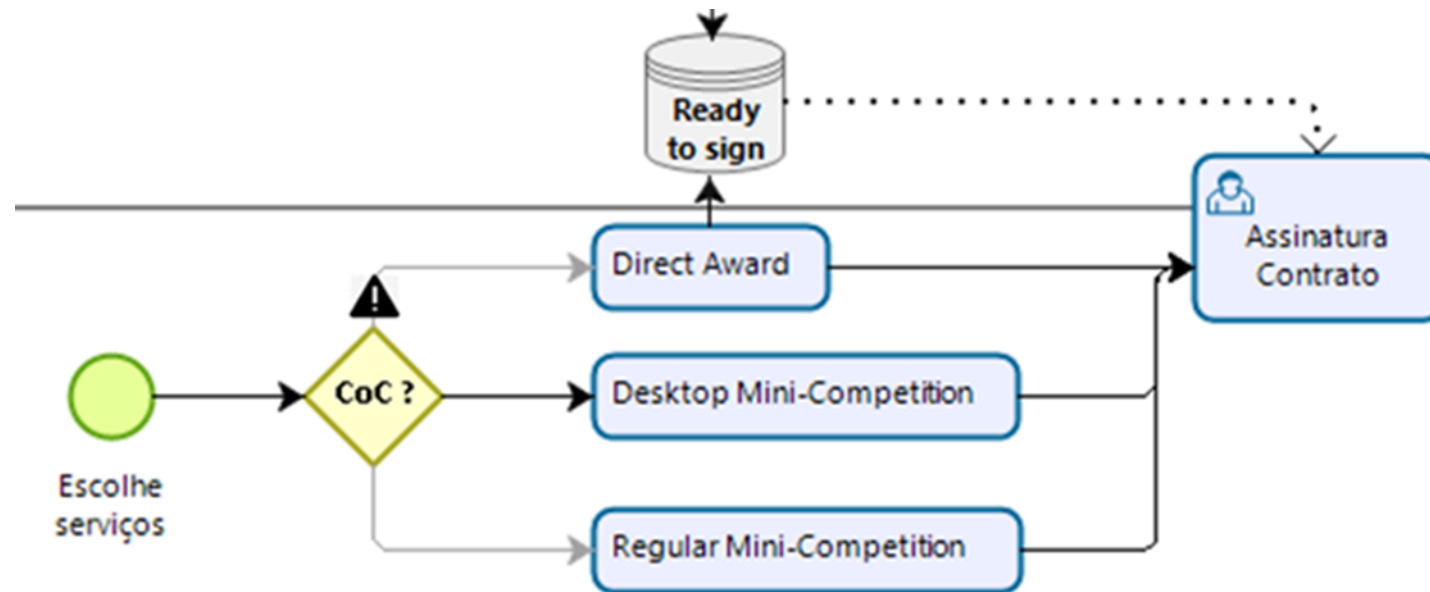 Ready
to sign
Assinatura
Contrato
Direct Award
!
CoC ?
Desktop Mini-Competition
Escolhe
serviços
Regular Mini-Competition